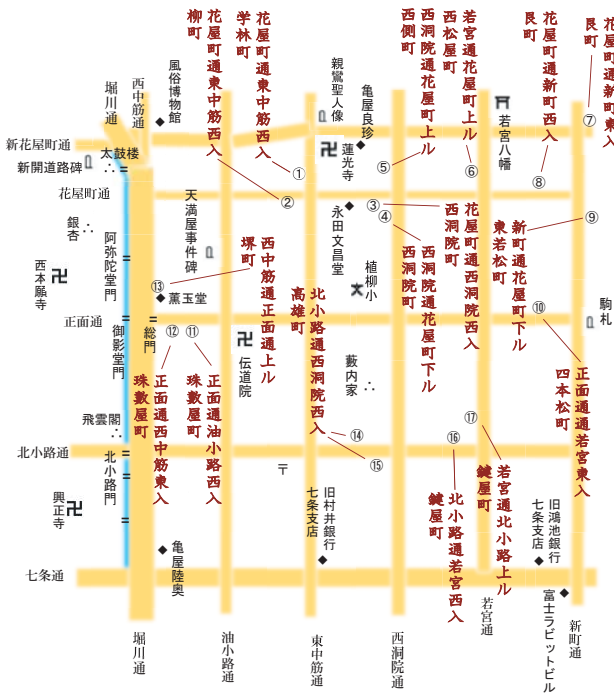 花屋町通東中筋西入
柳町
花屋町通東中筋西入
学林町
西洞院通花屋町上ル
西側町
若宮通花屋町上ル
西松屋町
花屋町通新町西入
艮町
花屋町通新町東入
艮町
堀川通
西中筋通
風俗博物館
親鸞聖人像
亀屋良珍
蓮光寺
若宮八幡
新花屋町通
太鼓楼
新開道路碑
花屋町通
①
②
③
④
⑤
⑥
⑦
⑧
⑨
天満屋事件碑
永田文昌堂
花屋町通西洞院西入
西洞院町
新町通花屋町下ル
東若松町
銀杏
阿弥陀堂門
西本願寺
西中筋通正面通上ル
堺町
西洞院通花屋町下ル
西洞院町
植柳小
⑬
薫玉堂
北小路通西洞院西入
高雄町
⑩
駒札
正面通
御影堂門
総門
⑫
⑪
伝道院
藪内家
正面通西中筋東入
珠數屋町
正面通油小路西入
珠數屋町
正面通通若宮東入
四本松町
飛雲閣
北小路通
北小路門
⑭
⑮
⑯
⑰
〒
興正寺
旧村井銀行
七条支店
北小路通若宮西入
鍵屋町
若宮通北小路上ル
鍵屋町
旧鴻池銀行
七条支店
亀屋陸奥
七条通
富士ラビットビル
堀川通
油小路通
東中筋通
西洞院通
若宮通
新町通